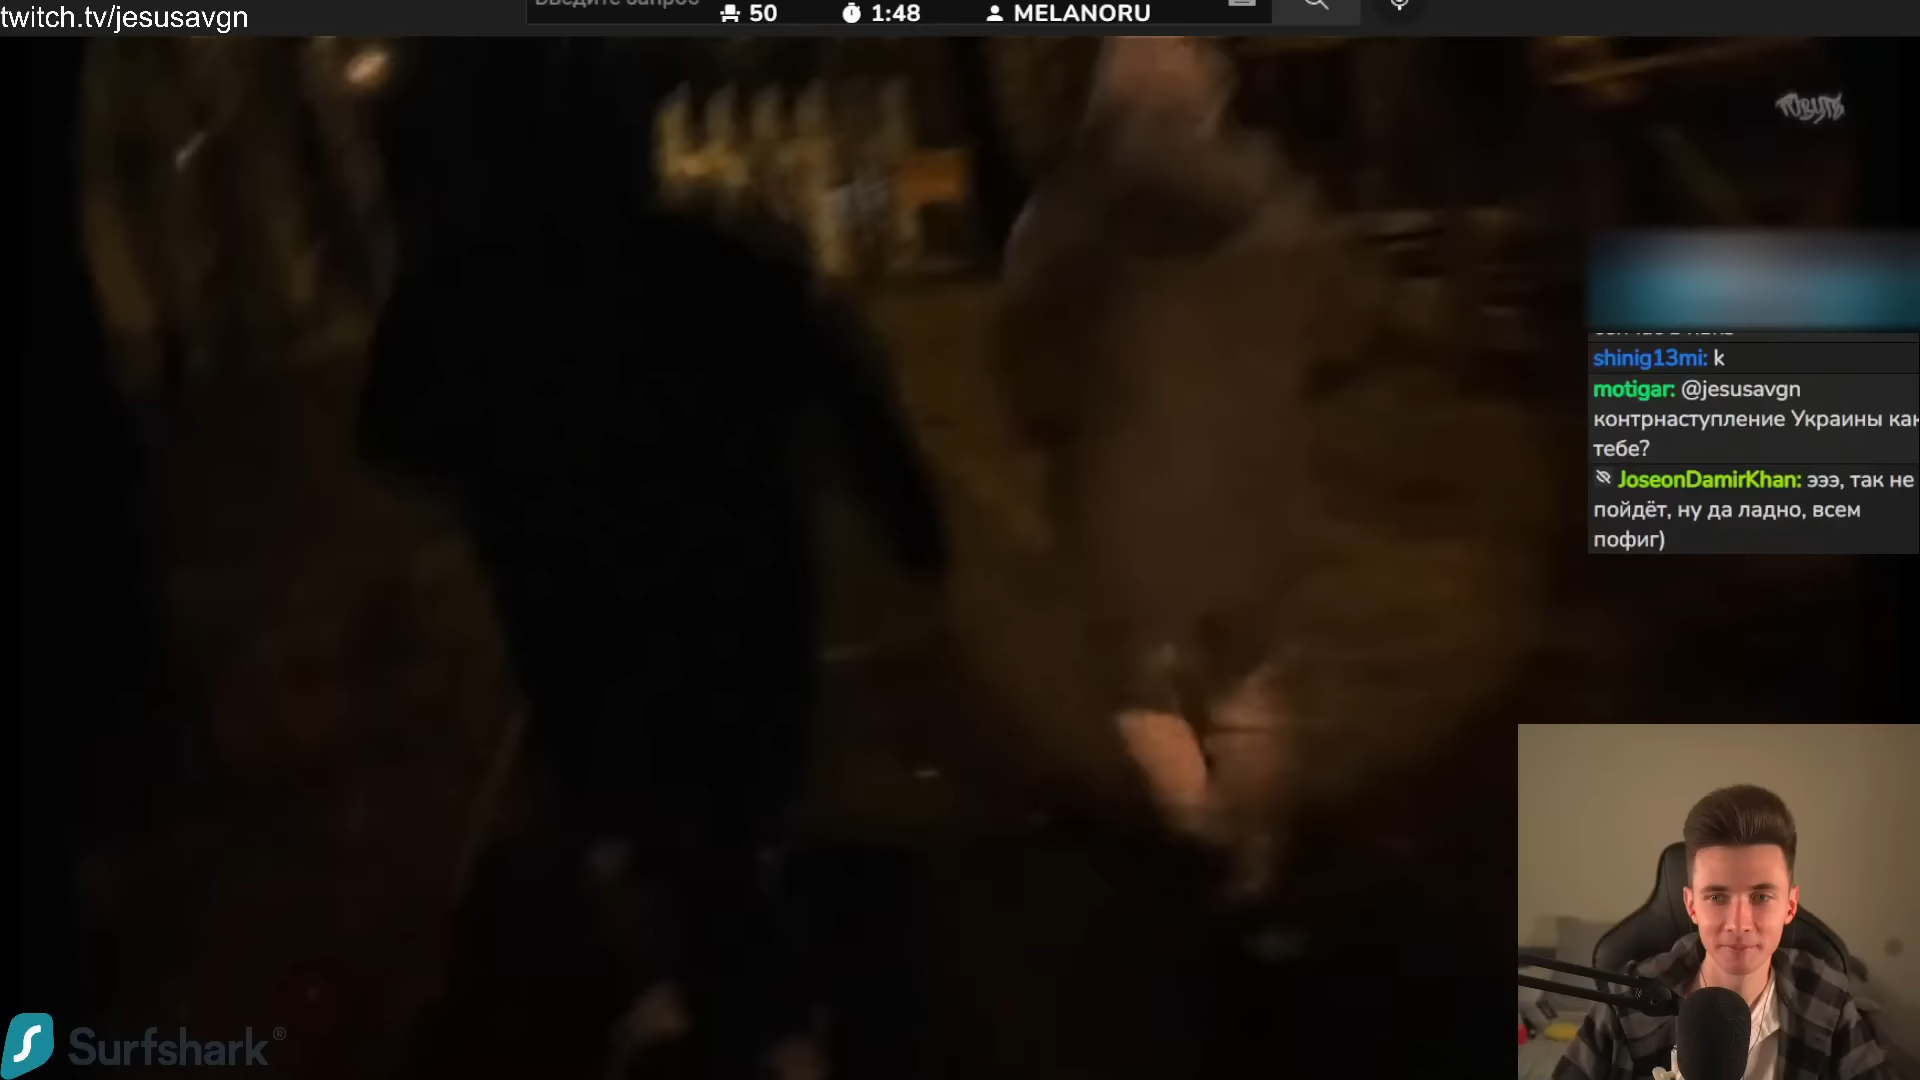 twitch.tv/jesusavgn
50
1:48
MELANORU
shinig13mi: k
motigar: @jesusavgn
контрнаступление Украины как
тебе?
JoseonDamirKhan: эээ, так не
пойдёт, ну да ладно, всем
пофиг)
Surfshark®